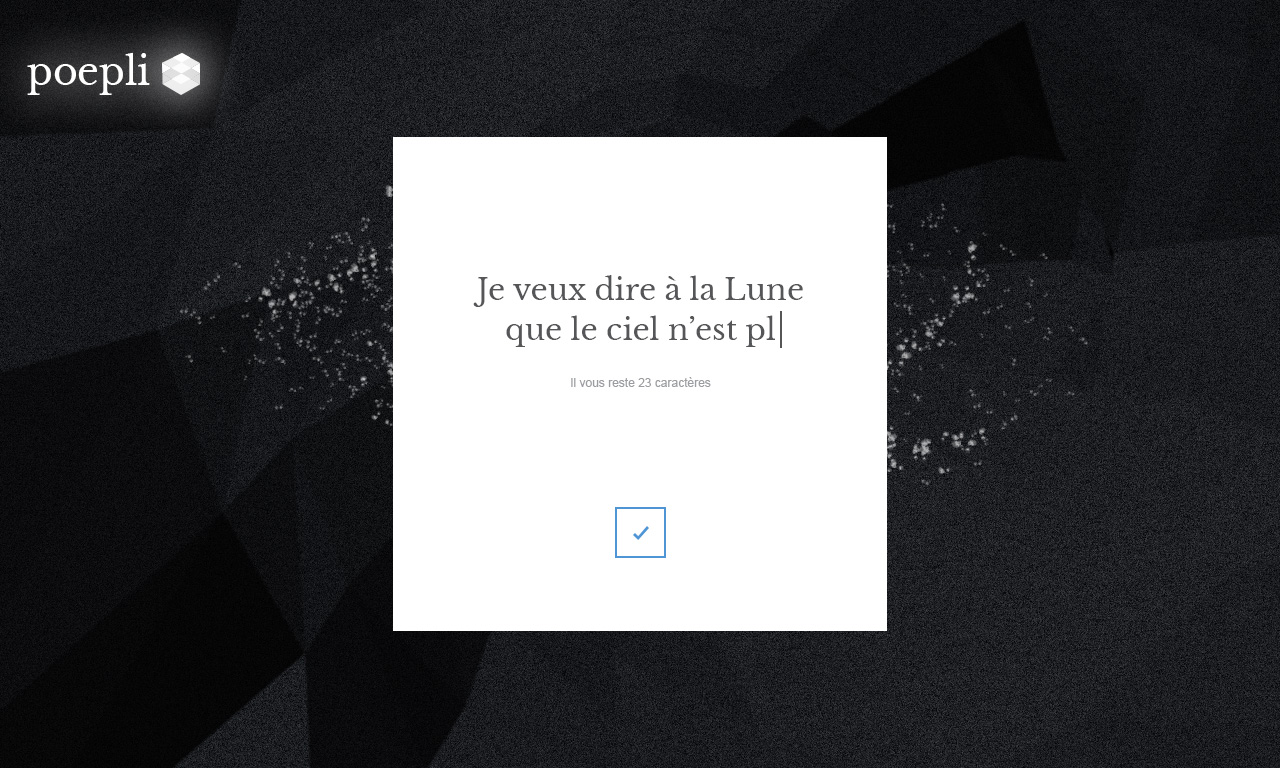 poepli
Je veux dire à la Lune
que le ciel n’est pl
Il vous reste 23 caractères